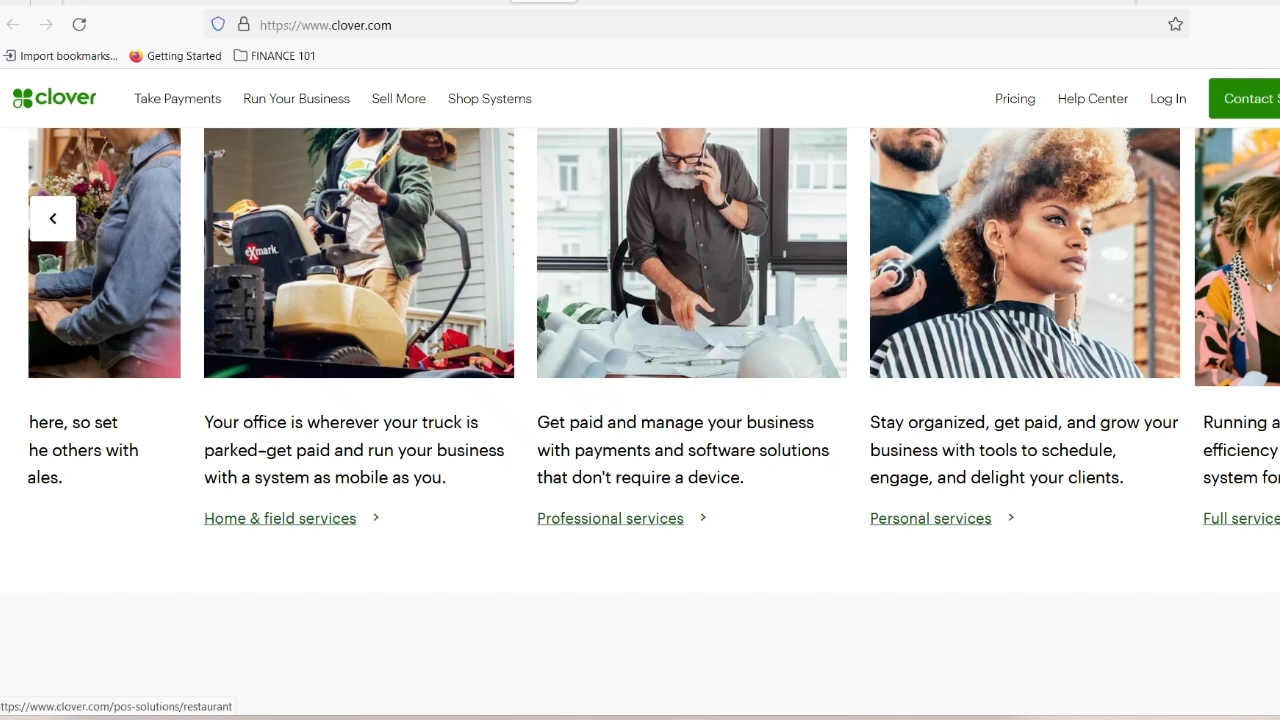 https://www.clover.com
Import bookmarks...
Getting Started
FINANCE 101
clover
Take Payments
Run Your Business
Sell More
Shop Systems
Pricing
Help Center
Log In
Contact S
eXmark
here, so set
he others with
ales.
Your office is wherever your truck is
parked–get paid and run your business
with a system as mobile as you.
Home & field services
Get paid and manage your business
with payments and software solutions
that don't require a device.
Professional services
Stay organized, get paid, and grow your
business with tools to schedule,
engage, and delight your clients.
Personal services
Running a
efficiency
system for
Full service
ttps://www.clover.com/pos-solutions/restaurant